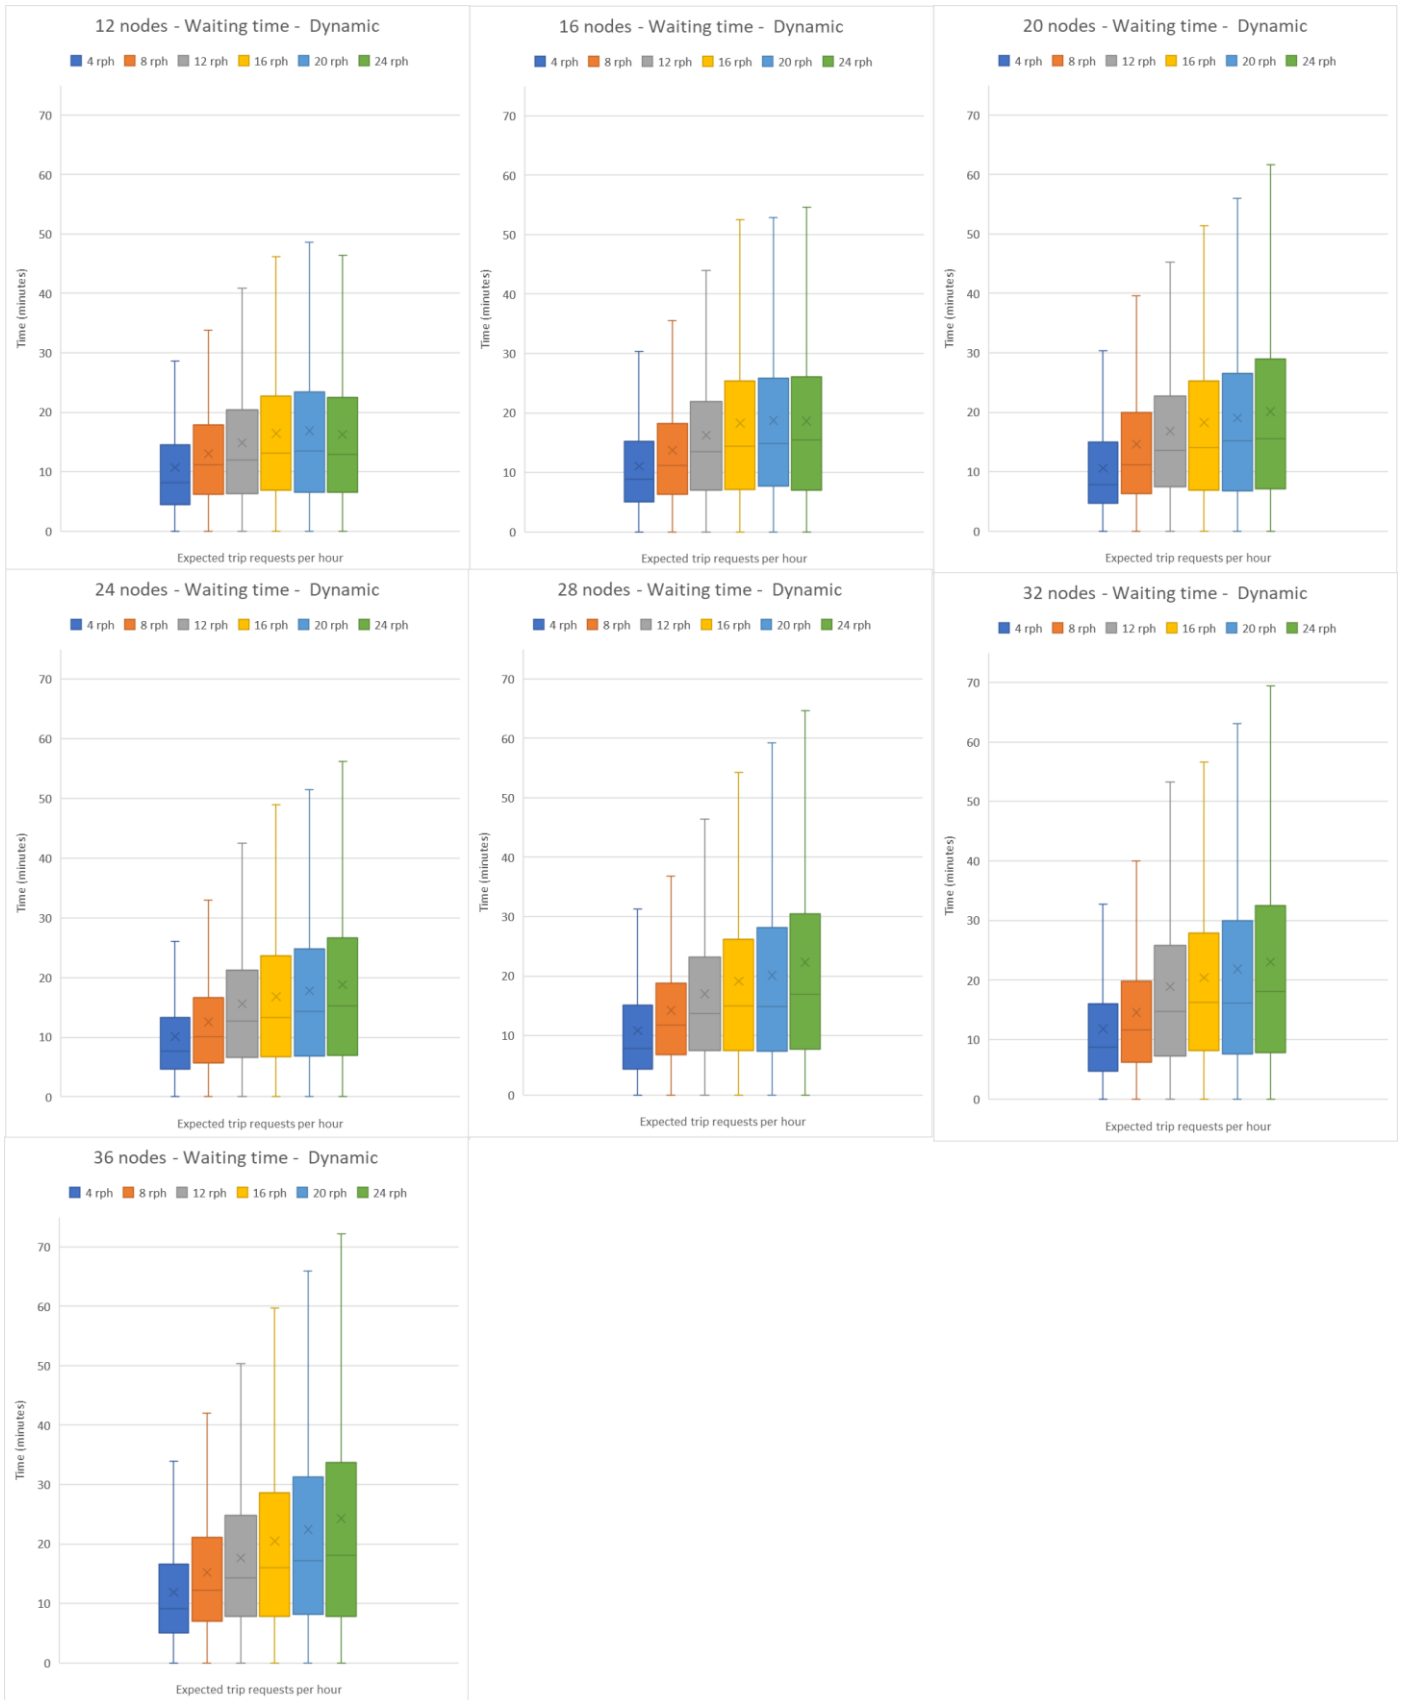 12 nodes - Waiting time -  Dynamic
4 rph 8 rph 12 rph 16 rph 20 rph 24 rph
70
60
50
40
30
20
10
0
Time (minutes)
Expected trip requests per hour
16 nodes - Waiting time -  Dynamic
4 rph 8 rph 12 rph 16 rph 20 rph 24 rph
70
60
50
40
30
20
10
0
Time (minutes)
Expected trip requests per hour
20 nodes - Waiting time -  Dynamic
4 rph 8 rph 12 rph 16 rph 20 rph 24 rph
70
60
50
40
30
20
10
0
Time (minutes)
Expected trip requests per hour
24 nodes - Waiting time -  Dynamic
4 rph 8 rph 12 rph 16 rph 20 rph 24 rph
70
60
50
40
30
20
10
0
Time (minutes)
Expected trip requests per hour
28 nodes - Waiting time -  Dynamic
4 rph 8 rph 12 rph 16 rph 20 rph 24 rph
70
60
50
40
30
20
10
0
Time (minutes)
Expected trip requests per hour
32 nodes - Waiting time -  Dynamic
4 rph 8 rph 12 rph 16 rph 20 rph 24 rph
70
60
50
40
30
20
10
0
Time (minutes)
Expected trip requests per hour
36 nodes - Waiting time -  Dynamic
4 rph 8 rph 12 rph 16 rph 20 rph 24 rph
70
60
50
40
30
20
10
0
Time (minutes)
Expected trip requests per hour